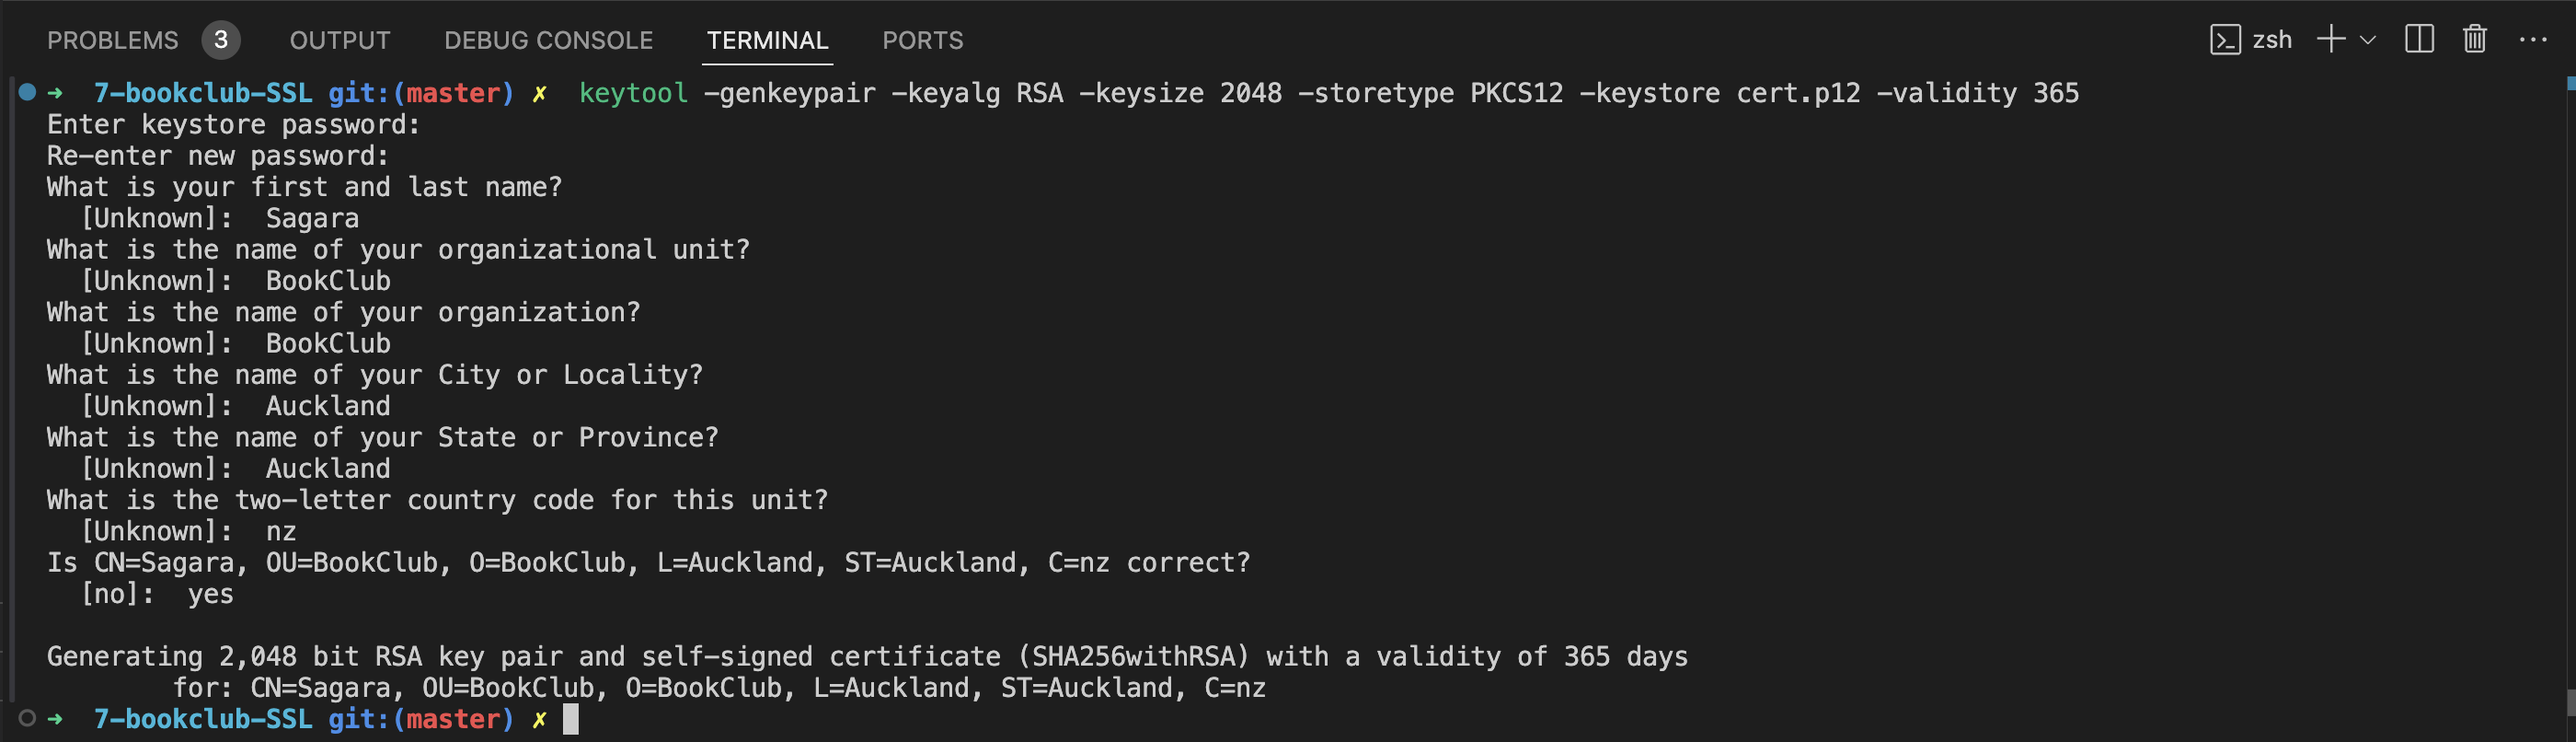 PROBLEMS 3 OUTPUT DEBUG CONSOLE TERMINAL PORTS zsh
➜ 7-bookclub-SSL git:(master) ✗ keytool -genkeypair -keyalg RSA -keysize 2048 -storetype PKCS12 -keystore cert.p12 -validity 365
Enter keystore password:
Re-enter new password:
What is your first and last name?
  [Unknown]:  Sagara
What is the name of your organizational unit?
  [Unknown]:  BookClub
What is the name of your organization?
  [Unknown]:  BookClub
What is the name of your City or Locality?
  [Unknown]:  Auckland
What is the name of your State or Province?
  [Unknown]:  Auckland
What is the two-letter country code for this unit?
  [Unknown]:  nz
Is CN=Sagara, OU=BookClub, O=BookClub, L=Auckland, ST=Auckland, C=nz correct?
  [no]:  yes
Generating 2,048 bit RSA key pair and self-signed certificate (SHA256withRSA) with a validity of 365 days
        for: CN=Sagara, OU=BookClub, O=BookClub, L=Auckland, ST=Auckland, C=nz
➜ 7-bookclub-SSL git:(master) ✗